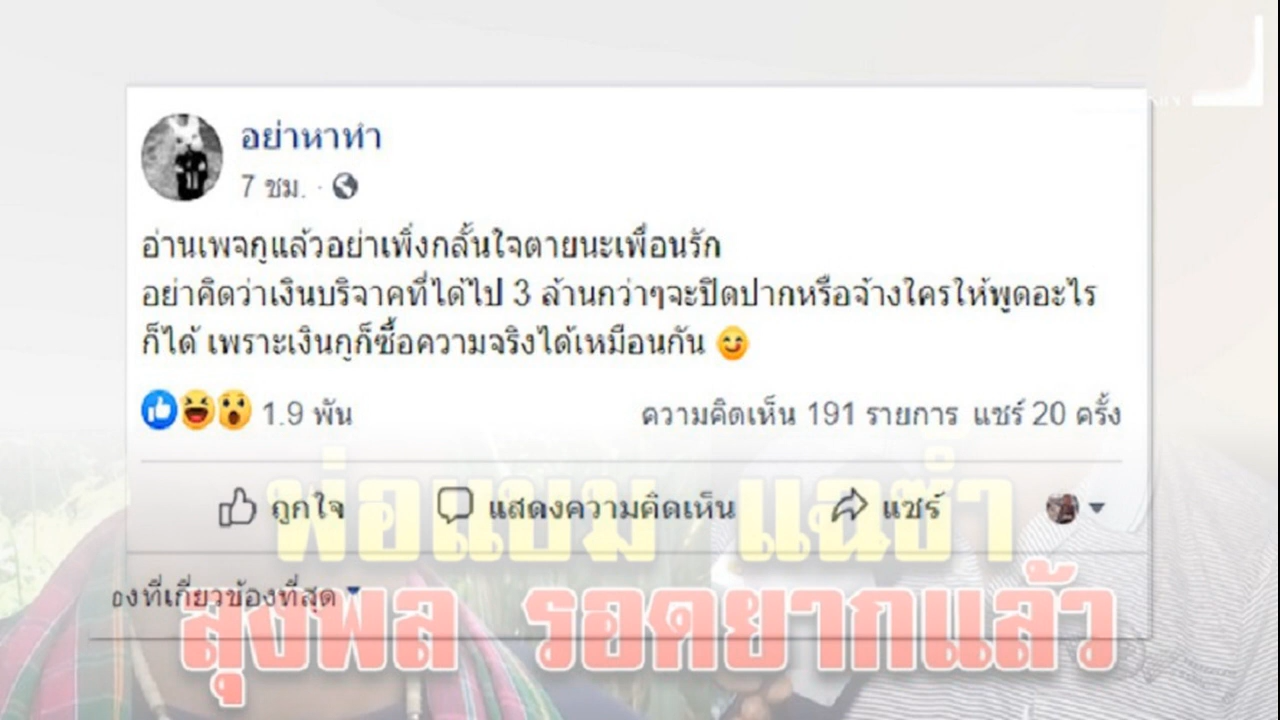 อย่าหาทำ
7 ชม. ·
อ่านเพจกูแล้วอย่าเพิ่งกลั้นใจตายนะเพื่อนรัก
อย่าคิดว่าเงินบริจาคที่ได้ไป 3 ล้านกว่าๆจะปิดปากหรือจ้างใครให้พูดอะไร
ก็ได้ เพราะเงินกูก็ซื้อความจริงได้เหมือนกัน 😊
1.9 พัน ความคิดเห็น 191 รายการ แชร์ 20 ครั้ง
ถูกใจ แสดงความคิดเห็น แชร์
พ่อแบม แฉซ้ำ
องที่เกี่ยวข้องที่สุด
ลุงพล รอดยากแล้ว